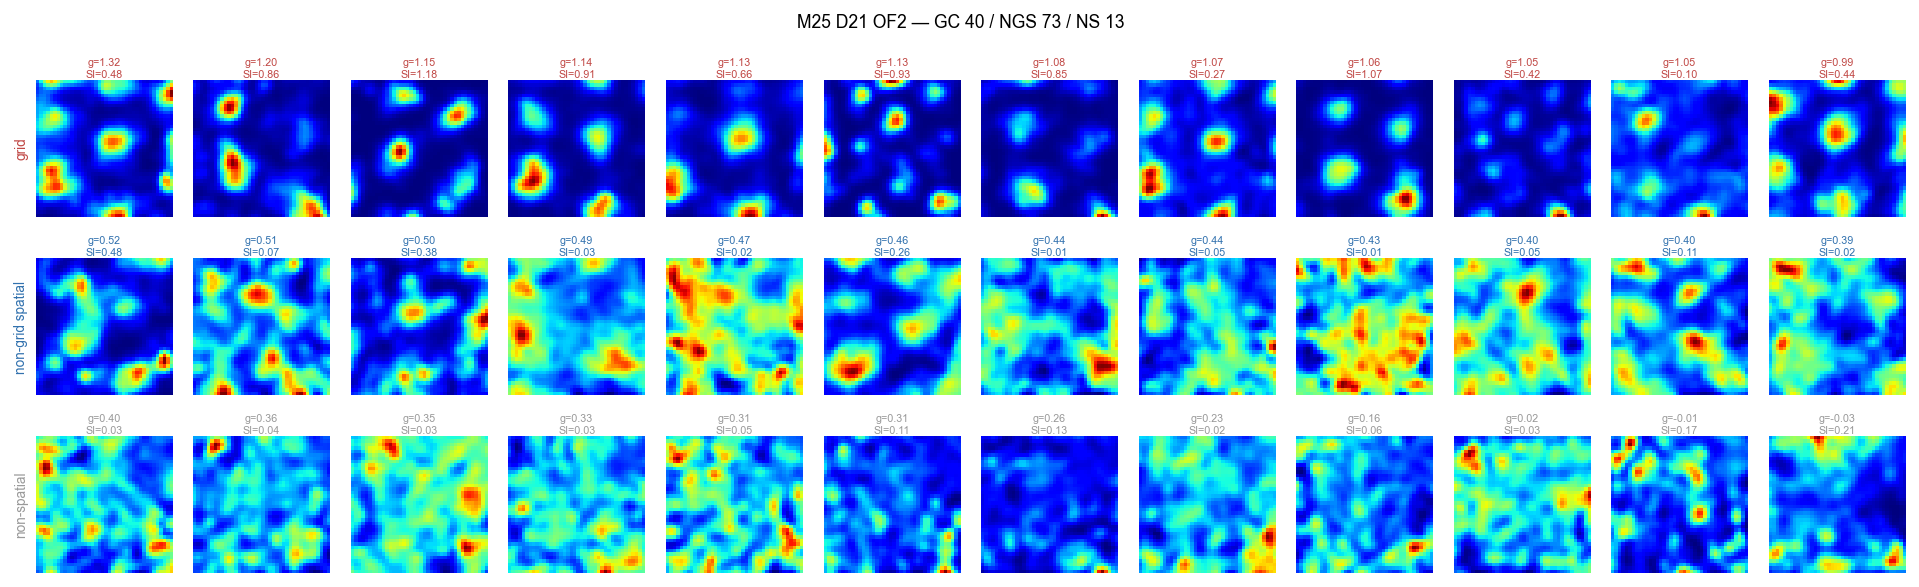 M25 D21 OF2 — GC 40 / NGS 73 / NS 13
g=1.32 g=1.20 g=1.15 g=1.14 g=1.13 g=1.13 g=1.08 g=1.07 g=1.06 g=1.05 g=1.05 g=0.99
SI=0.48 SI=0.86 SI=1.18 SI=0.91 SI=0.66 SI=0.93 SI=0.85 SI=0.27 SI=1.07 SI=0.42 SI=0.10 SI=0.44
grid
g=0.52 g=0.51 g=0.50 g=0.49 g=0.47 g=0.46 g=0.44 g=0.44 g=0.43 g=0.40 g=0.40 g=0.39
SI=0.48 SI=0.07 SI=0.38 SI=0.03 SI=0.02 SI=0.26 SI=0.01 SI=0.05 SI=0.01 SI=0.05 SI=0.11 SI=0.02
non-grid spatial
g=0.40 g=0.36 g=0.35 g=0.33 g=0.31 g=0.31 g=0.26 g=0.23 g=0.16 g=0.02 g=-0.01 g=-0.03
SI=0.03 SI=0.04 SI=0.03 SI=0.03 SI=0.05 SI=0.11 SI=0.13 SI=0.02 SI=0.06 SI=0.03 SI=0.17 SI=0.21
non-spatial